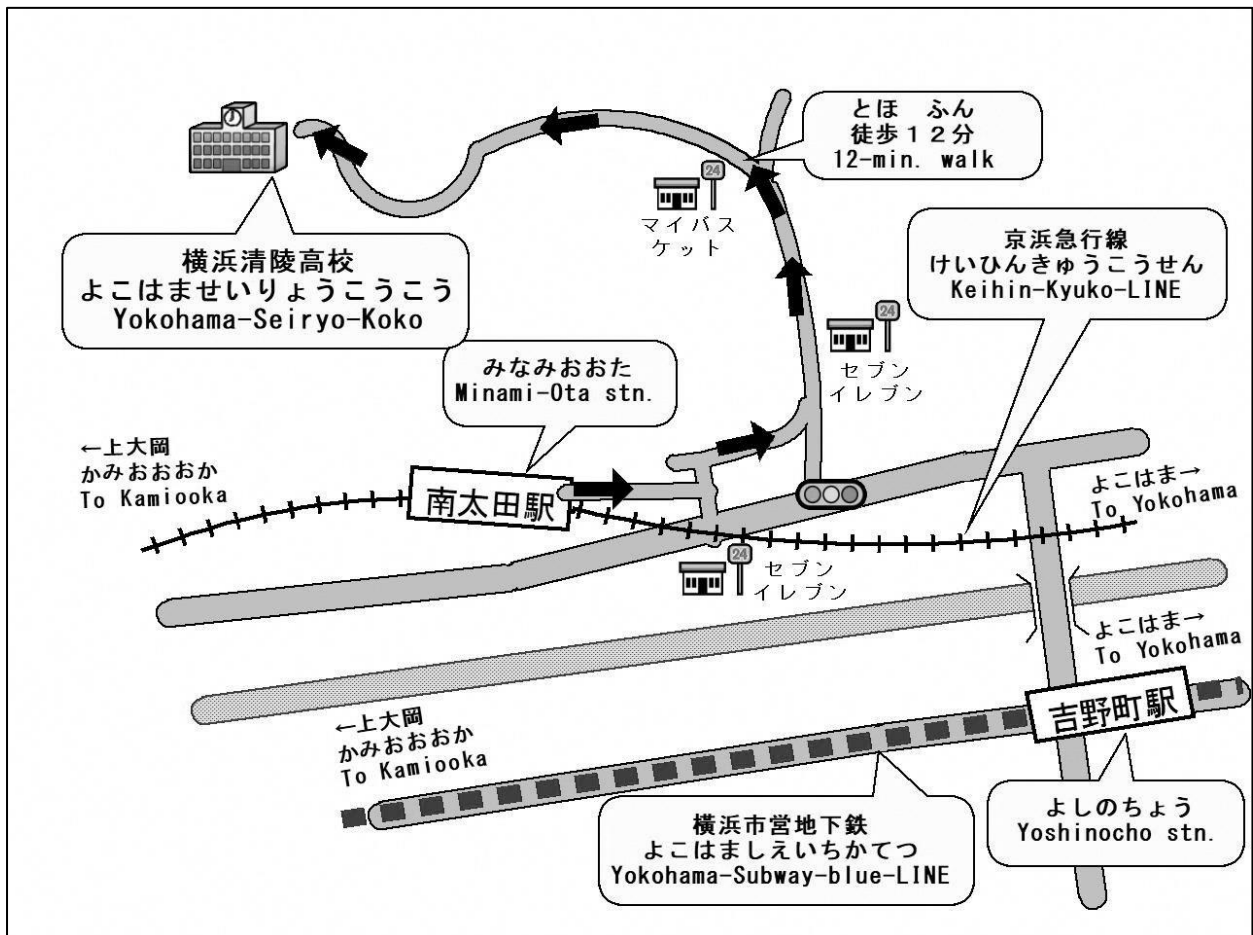 とほ ふん
徒歩12分
12-min. walk
24
マイバス
ケット
横浜清陵高校
よこはませいりょうこうこう
Yokohama-Seiryo-Koko
京浜急行線
けいひんきゅうこうせん
Keihin-Kyuko-LINE
24
セブン
イレブン
みなみおおた
Minami-Ota stn.
←上大岡
かみおおおか
To Kamiooka
南太田駅
よこはま→
To Yokohama
24
セブン
イレブン
よこはま→
To Yokohama
吉野町駅
←上大岡
かみおおおか
To Kamiooka
横浜市営地下鉄
よこはましえいちかてつ
Yokohama-Subway-blue-LINE
よしのちょう
Yoshinocho stn.